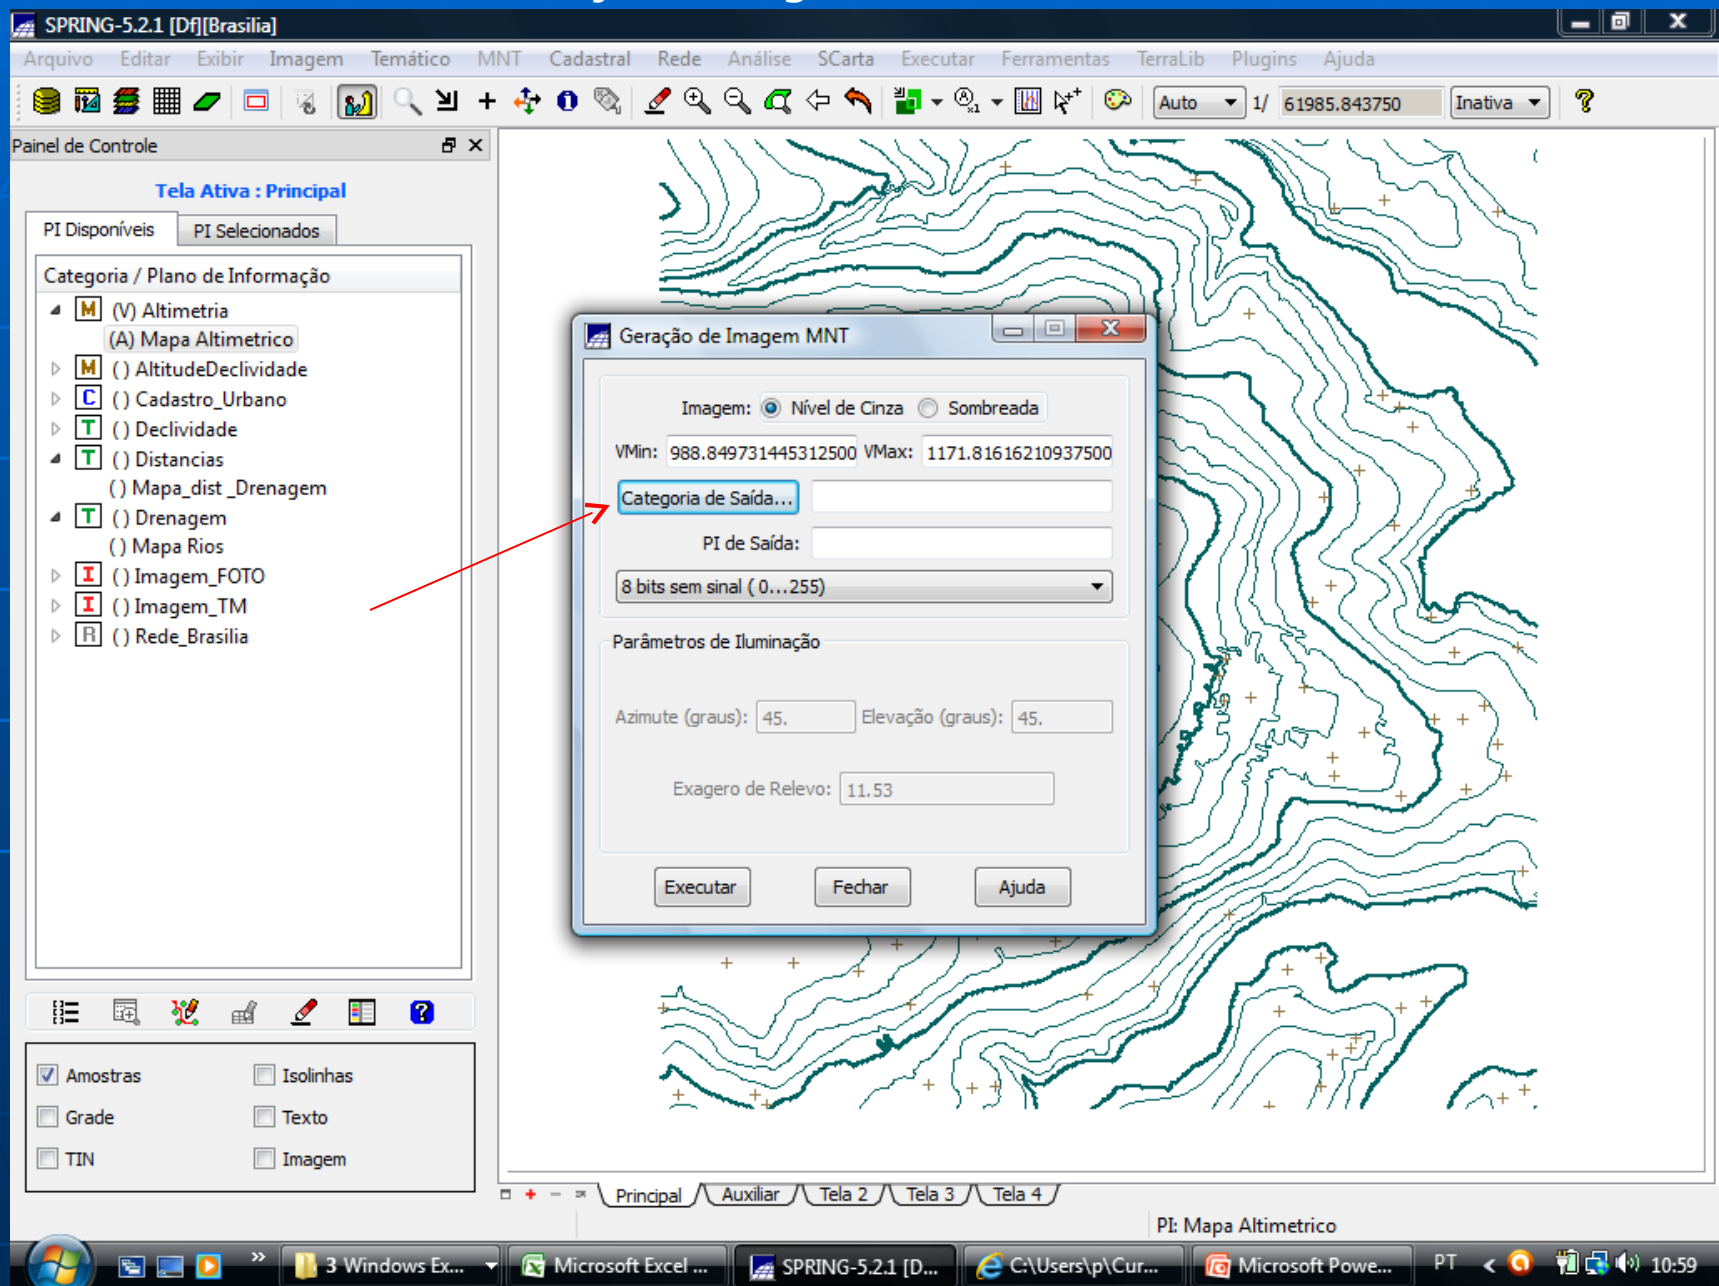 SPRING-5.2.1 [Df][Brasilia]
Arquivo Editar Exibir Imagem Temático MNT Cadastral Rede Análise SCarta Executar Ferramentas TerraLib Plugins Ajuda
Auto 1/ 61985.843750 Inativa
Painel de Controle
Tela Ativa : Principal
PI Disponíveis PI Selecionados
Categoria / Plano de Informação
M (V) Altimetria
(A) Mapa Altimetrico
M ( ) AltitudeDeclividade
C ( ) Cadastro_Urbano
T ( ) Declividade
T ( ) Distancias
( ) Mapa_dist _Drenagem
T ( ) Drenagem
( ) Mapa Rios
I ( ) Imagem_FOTO
I ( ) Imagem_TM
R ( ) Rede_Brasilia
Amostras Isolinhas
Grade Texto
TIN Imagem
Geração de Imagem MNT
Imagem: Nível de Cinza Sombreada
VMin: 988.849731445312500 VMax: 1171.81616210937500
Categoria de Saída...
PI de Saída:
8 bits sem sinal ( 0...255)
Parâmetros de Iluminação
Azimute (graus): 45. Elevação (graus): 45.
Exagero de Relevo: 11.53
Executar Fechar Ajuda
Principal Auxiliar Tela 2 Tela 3 Tela 4
PI: Mapa Altimetrico
3 Windows Ex... Microsoft Excel ... SPRING-5.2.1 [D... C:\Users\p\Cur... Microsoft Powe... PT 10:59